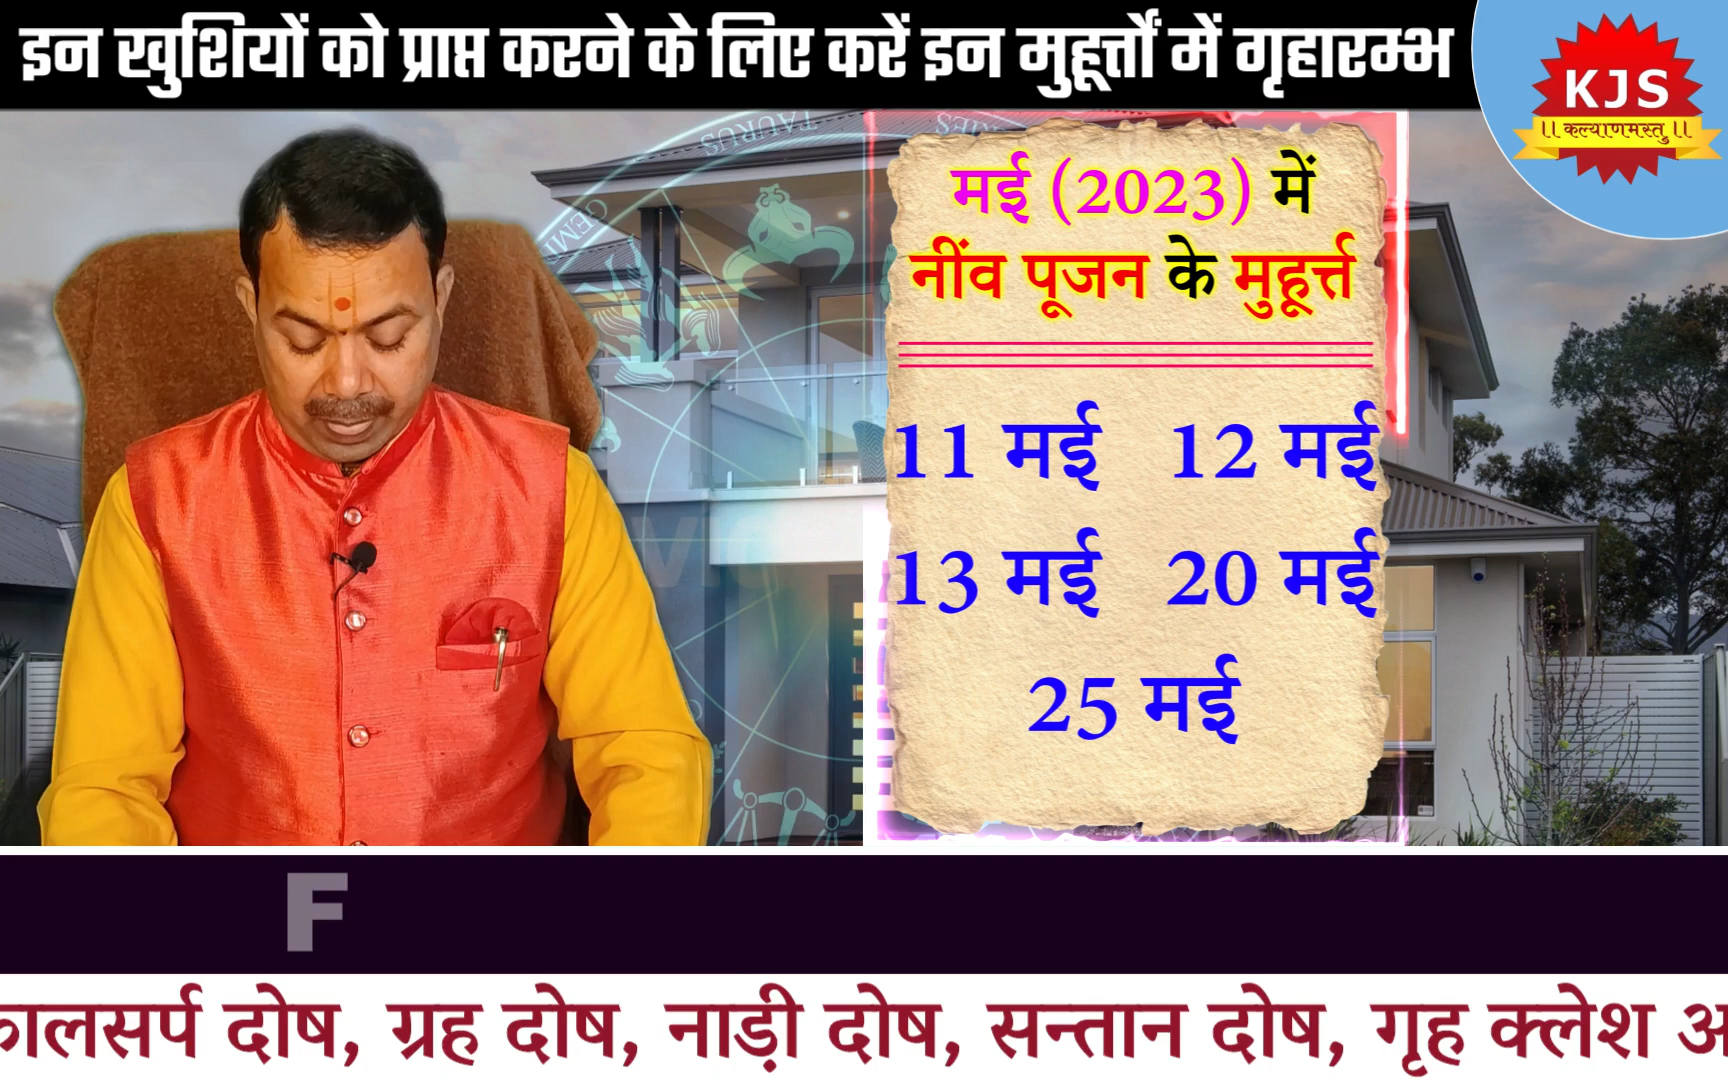 इन खुशियों को प्राप्त करने के लिए करें इन मुहूर्त्तों में गृहारम्भ
KJS
।। कल्याणमस्तु ।।
TAURUS
मई (2023) में
नींव पूजन के मुहूर्त्त
11 मई 12 मई
13 मई 20 मई
25 मई
F
दोष, ग्रह दोष, नाड़ी दोष, सन्तान दोष, गृह क्लेश